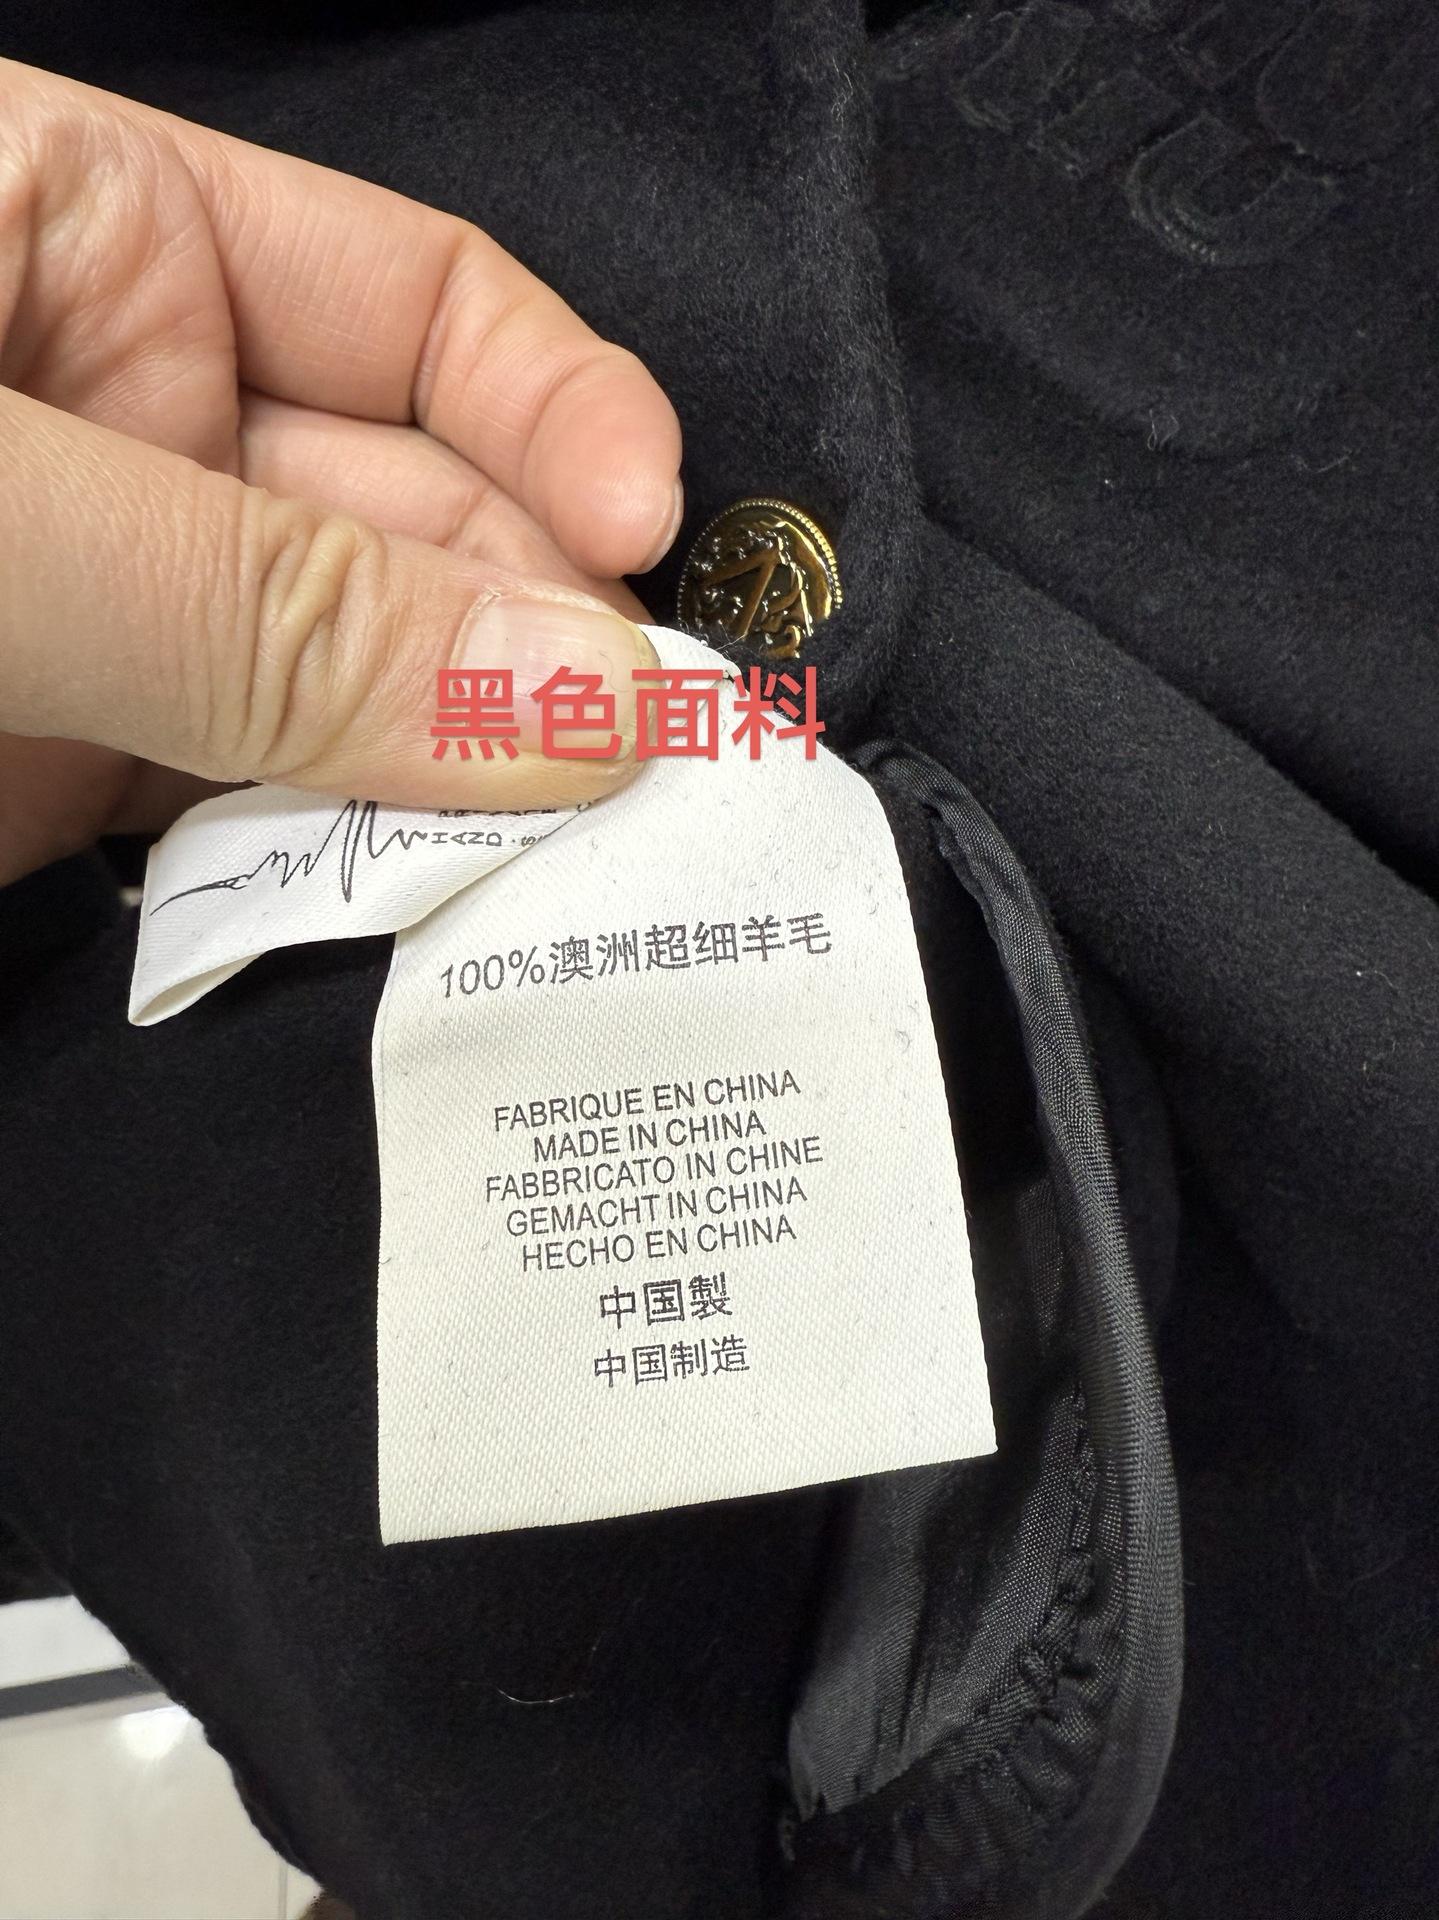 黑色面料
HAND
100%澳洲超细羊毛
FABRIQUE EN CHINA
MADE IN CHINA
FABBRICATO IN CHINE
GEMACHT IN CHINA
HECHO EN CHINA
中国製
中国制造